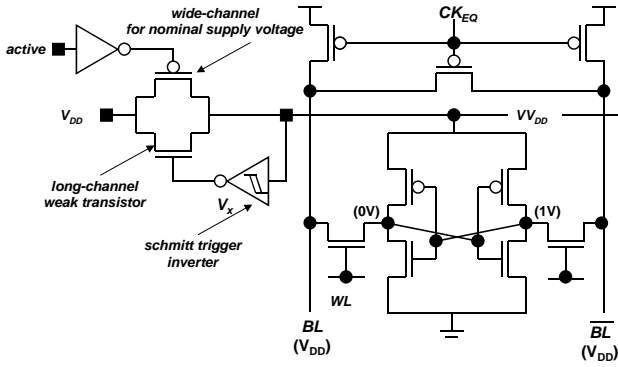 wide-channel
for nominal supply voltage
CK_EQ
active
V_DD
VV_DD
long-channel
weak transistor
V_x
(0V)
(1V)
schmitt trigger
inverter
WL
BL
(V_DD)
B̅L̅
(V_DD)